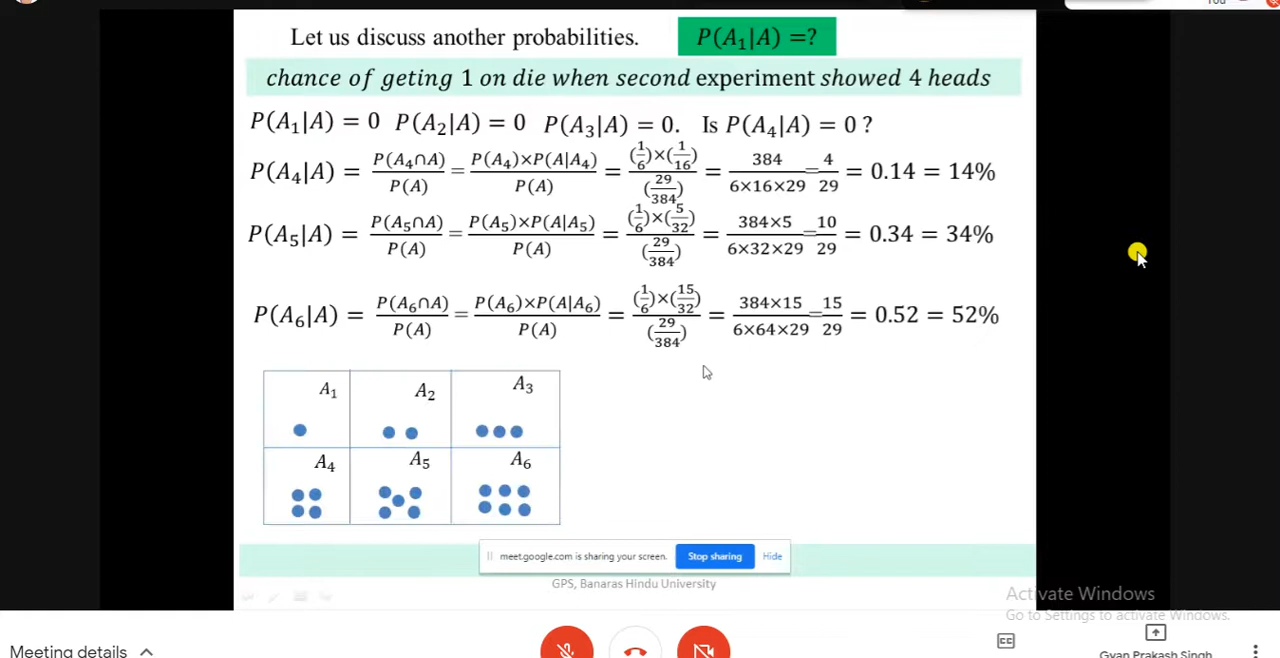 You
Let us discuss another probabilities. P(A₁|A) =?
chance of geting 1 on die when second experiment showed 4 heads
P(A₁|A) = 0 P(A₂|A) = 0 P(A₃|A) = 0. Is P(A₄|A) = 0 ?
P(A₄|A) = P(A₄∩A)/P(A) = P(A₄)×P(A|A₄)/P(A) = (1/6)×(1/16)/(29/384) = 384/6×16×29 = 4/29 = 0.14 = 14%
P(A₅|A) = P(A₅∩A)/P(A) = P(A₅)×P(A|A₅)/P(A) = (1/6)×(5/32)/(29/384) = 384×5/6×32×29 = 10/29 = 0.34 = 34%
P(A₆|A) = P(A₆∩A)/P(A) = P(A₆)×P(A|A₆)/P(A) = (1/6)×(15/32)/(29/384) = 384×15/6×64×29 = 15/29 = 0.52 = 52%
A₁ A₂ A₃
A₄ A₅ A₆
meet.google.com is sharing your screen. Stop sharing Hide
GPS, Banaras Hindu University
Activate Windows
Go to Settings to activate Windows.
Meeting details
CC
Gyan Prakash Singh